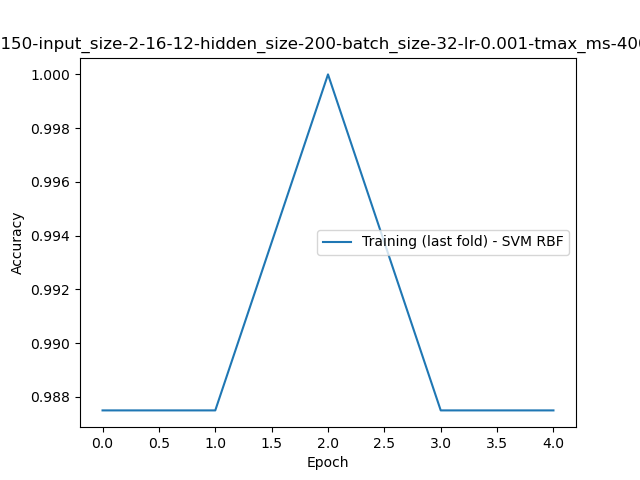 150-input_size-2-16-12-hidden_size-200-batch_size-32-lr-0.001-tmax_ms-400
1.000
0.998
0.996
0.994
0.992
0.990
0.988
Accuracy
Training (last fold) - SVM RBF
0.0 0.5 1.0 1.5 2.0 2.5 3.0 3.5 4.0
Epoch